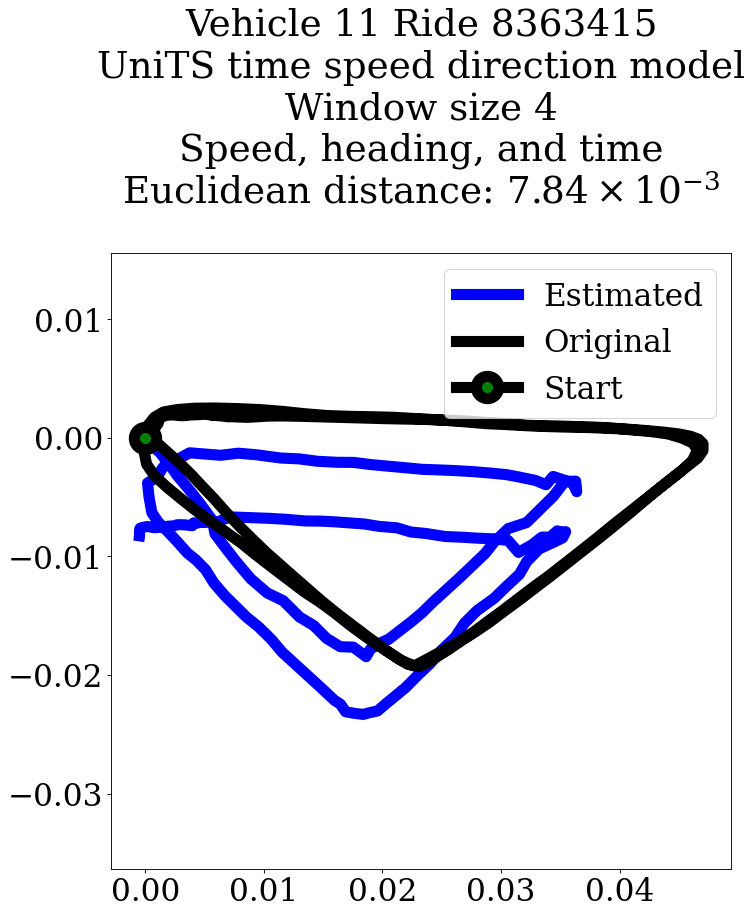 Vehicle 11 Ride 8363415
UniTS time speed direction model
Window size 4
Speed, heading, and time
Euclidean distance: 7.84 × 10⁻³
Estimated
Original
Start
0.01
0.00
−0.01
−0.02
−0.03
0.00 0.01 0.02 0.03 0.04